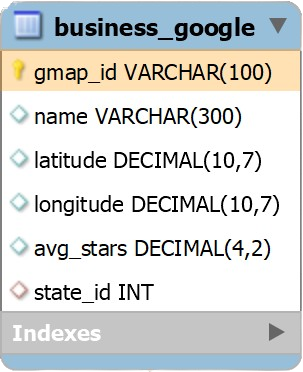 business_google
gmap_id VARCHAR(100)
name VARCHAR(300)
latitude DECIMAL(10,7)
longitude DECIMAL(10,7)
avg_stars DECIMAL(4,2)
state_id INT
Indexes